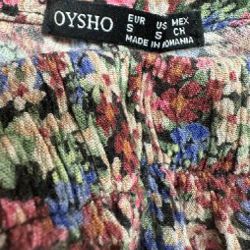 OYSHO
EUR US MEX
S S CH
MADE IN ROMANIA